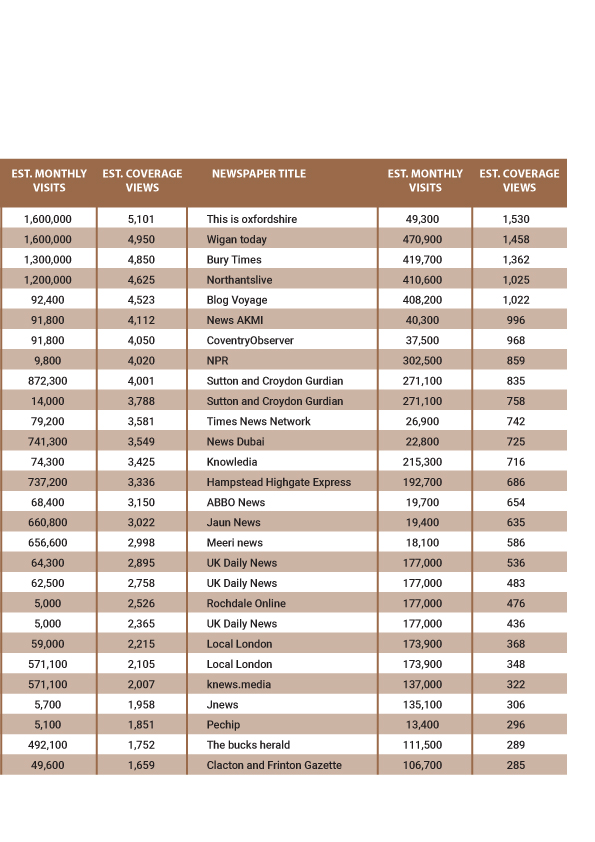 EST. MONTHLY VISITS EST. COVERAGE VIEWS NEWSPAPER TITLE EST. MONTHLY VISITS EST. COVERAGE VIEWS
1,600,000 5,101 This is oxfordshire 49,300 1,530
1,600,000 4,950 Wigan today 470,900 1,458
1,300,000 4,850 Bury Times 419,700 1,362
1,200,000 4,625 Northantslive 410,600 1,025
92,400 4,523 Blog Voyage 408,200 1,022
91,800 4,112 News AKMI 40,300 996
91,800 4,050 CoventryObserver 37,500 968
9,800 4,020 NPR 302,500 859
872,300 4,001 Sutton and Croydon Gurdian 271,100 835
14,000 3,788 Sutton and Croydon Gurdian 271,100 758
79,200 3,581 Times News Network 26,900 742
741,300 3,549 News Dubai 22,800 725
74,300 3,425 Knowledia 215,300 716
737,200 3,336 Hampstead Highgate Express 192,700 686
68,400 3,150 ABBO News 19,700 654
660,800 3,022 Jaun News 19,400 635
656,600 2,998 Meeri news 18,100 586
64,300 2,895 UK Daily News 177,000 536
62,500 2,758 UK Daily News 177,000 483
5,000 2,526 Rochdale Online 177,000 476
5,000 2,365 UK Daily News 177,000 436
59,000 2,215 Local London 173,900 368
571,100 2,105 Local London 173,900 348
571,100 2,007 knews.media 137,000 322
5,700 1,958 Jnews 135,100 306
5,100 1,851 Pechip 13,400 296
492,100 1,752 The bucks herald 111,500 289
49,600 1,659 Clacton and Frinton Gazette 106,700 285